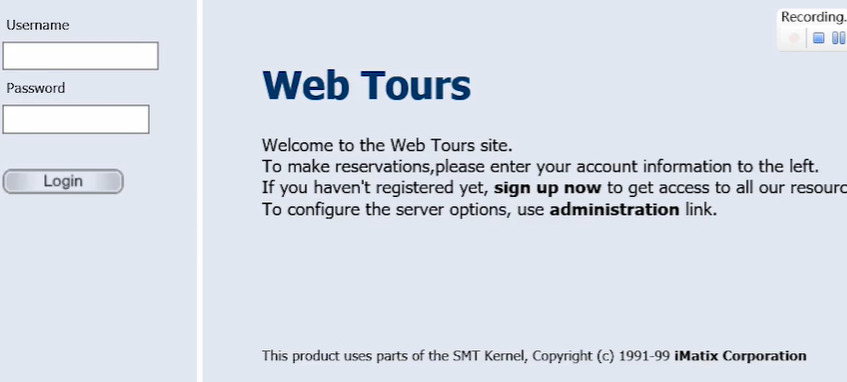 Username
Password
Login
Recording.
Web Tours
Welcome to the Web Tours site.
To make reservations,please enter your account information to the left.
If you haven't registered yet, sign up now to get access to all our resourc
To configure the server options, use administration link.
This product uses parts of the SMT Kernel, Copyright (c) 1991-99 iMatix Corporation